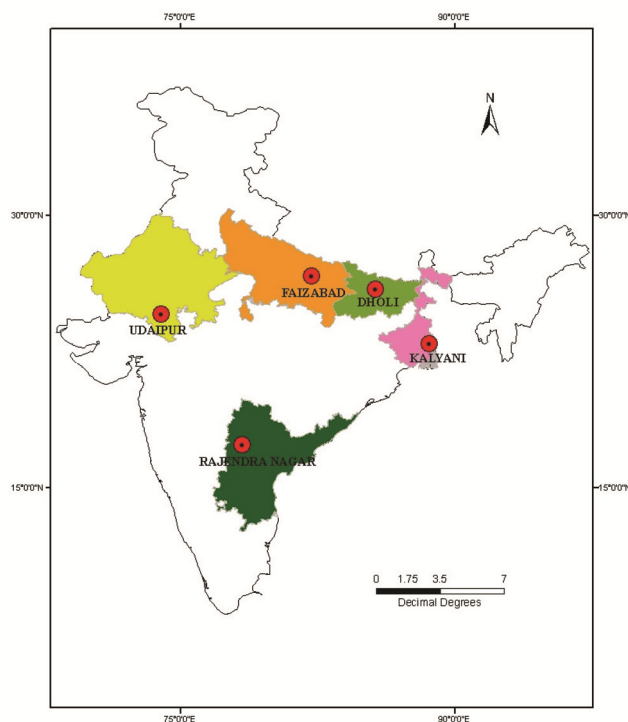 75°0'0"E 90°0'0"E
N
30°0'0"N 30°0'0"N
FAIZABAD
DHOLI
UDAIPUR
KALYANI
RAJENDRA NAGAR
15°0'0"N 15°0'0"N
0 1.75 3.5 7
Decimal Degrees
75°0'0"E 90°0'0"E